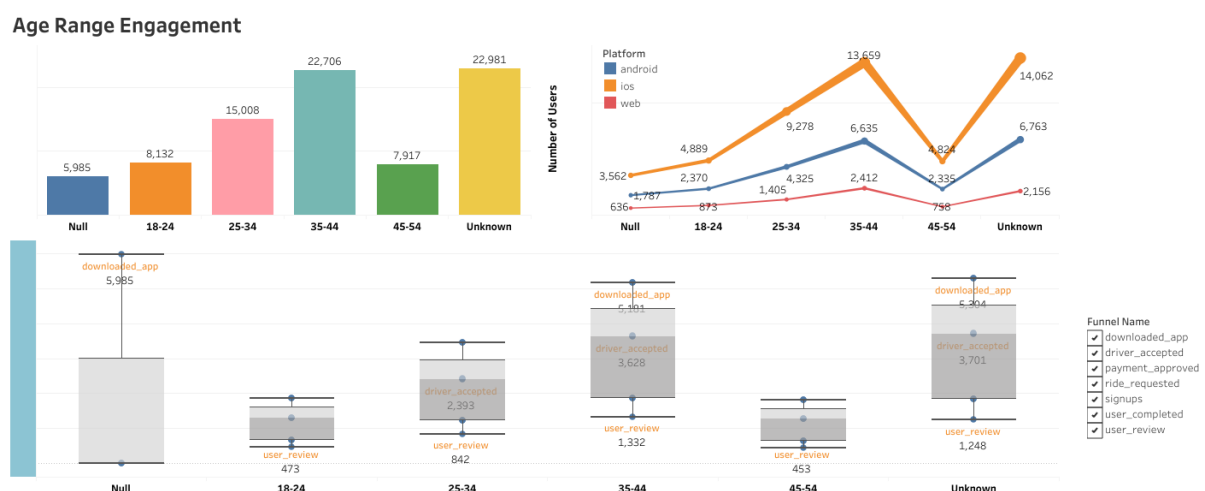 Age Range Engagement
5,985
8,132
15,008
22,706
7,917
22,981
Null
18-24
25-34
35-44
45-54
Unknown
Number of Users
Platform
android
ios
web
3,562
4,889
9,278
13,659
4,824
14,062
1,787
2,370
4,325
6,635
2,335
6,763
636
873
1,405
2,412
758
2,156
Null
18-24
25-34
35-44
45-54
Unknown
downloaded_app
5,985
user_review
473
driver_accepted
2,393
user_review
842
downloaded_app
5,181
driver_accepted
3,628
user_review
1,332
user_review
453
downloaded_app
5,304
driver_accepted
3,701
user_review
1,248
Null
18-24
25-34
35-44
45-54
Unknown
Funnel Name
downloaded_app
driver_accepted
payment_approved
ride_requested
signups
user_completed
user_review